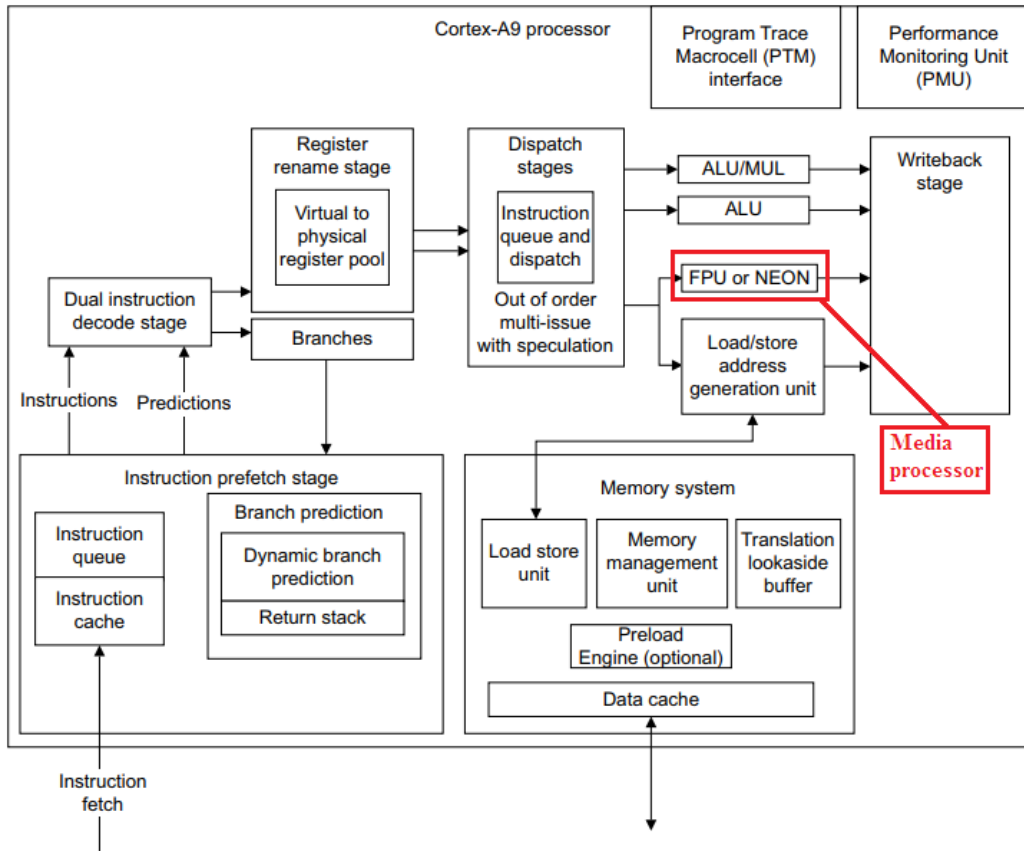 Cortex-A9 processor
Program Trace
Macrocell (PTM)
interface
Performance
Monitoring Unit
(PMU)
Register
rename stage
Virtual to
physical
register pool
Dispatch
stages
Instruction
queue and
dispatch
Out of order
multi-issue
with speculation
ALU/MUL
ALU
FPU or NEON
Load/store
address
generation unit
Writeback
stage
Dual instruction
decode stage
Branches
Instructions
Predictions
Media
processor
Instruction prefetch stage
Instruction
queue
Instruction
cache
Branch prediction
Dynamic branch
prediction
Return stack
Memory system
Load store
unit
Memory
management
unit
Translation
lookaside
buffer
Preload
Engine (optional)
Data cache
Instruction
fetch